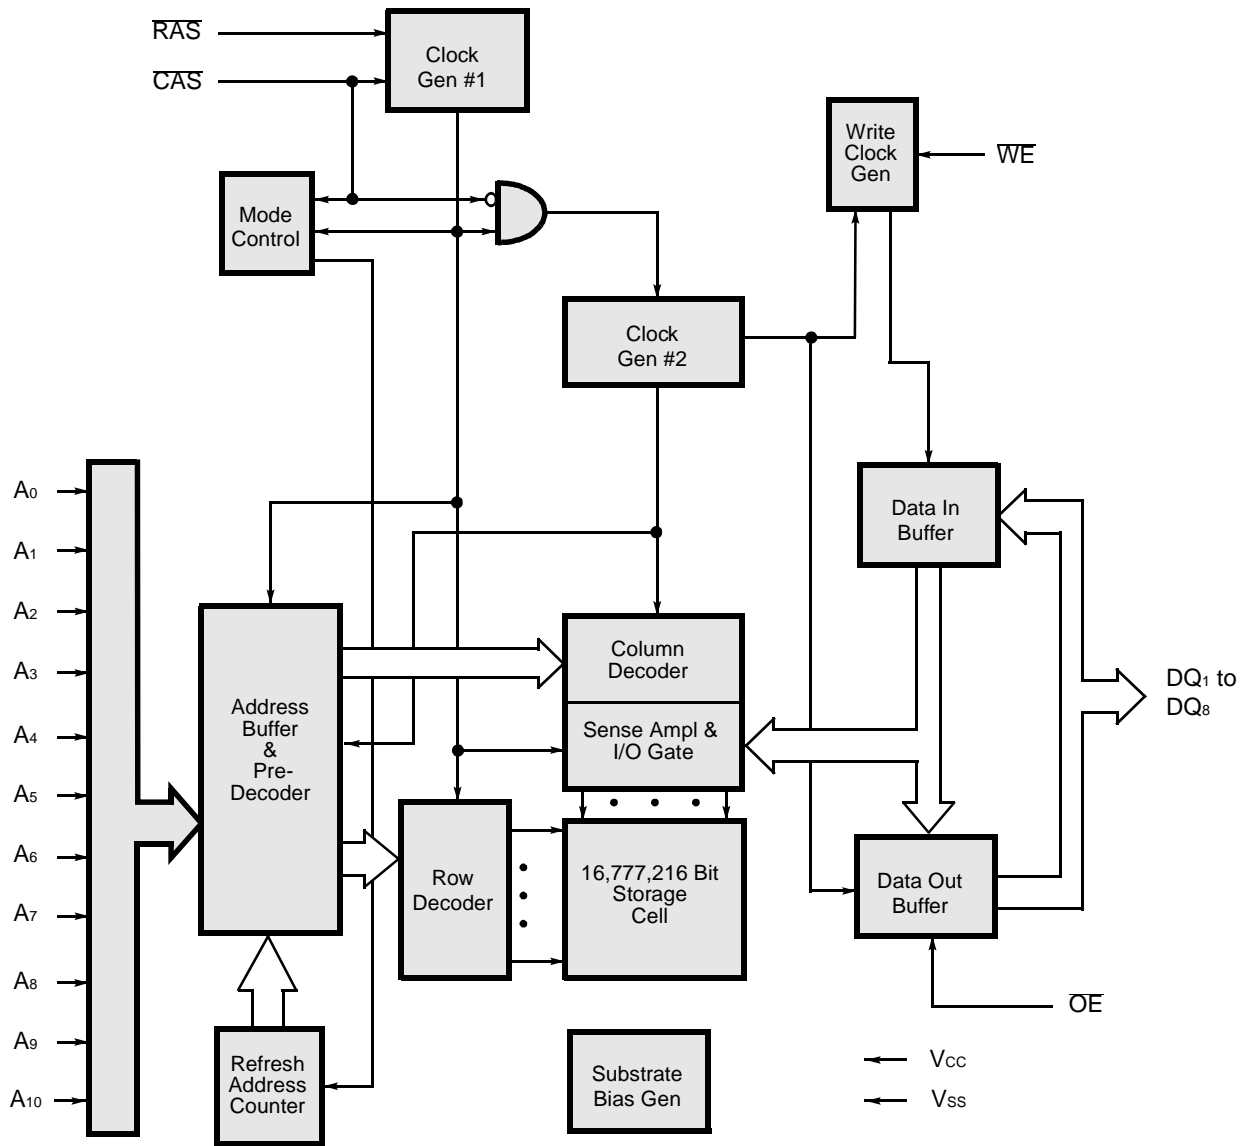 RAS
CAS
Clock
Gen #1
Write
Clock
Gen
WE
Mode
Control
Clock
Gen #2
A0
A1
A2
A3
A4
A5
A6
A7
A8
A9
A10
Address
Buffer
&
Pre-
Decoder
Column
Decoder
Sense Ampl &
I/O Gate
Data In
Buffer
DQ1 to
DQ8
Row
Decoder
16,777,216 Bit
Storage
Cell
Data Out
Buffer
OE
Refresh
Address
Counter
Substrate
Bias Gen
VCC
VSS